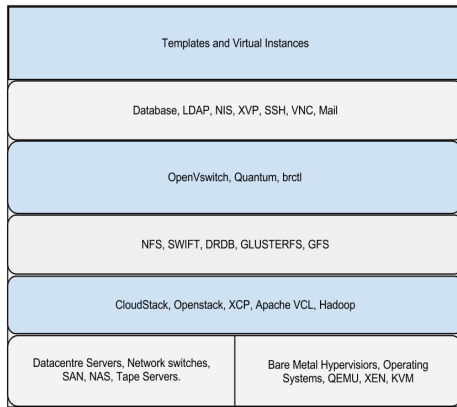 Templates and Virtual Instances
Database, LDAP, NIS, XVP, SSH, VNC, Mail
OpenVswitch, Quantum, brctl
NFS, SWIFT, DRDB, GLUSTERFS, GFS
CloudStack, Openstack, XCP, Apache VCL, Hadoop
Datacentre Servers, Network switches,
SAN, NAS, Tape Servers.
Bare Metal Hypervisiors, Operating
Systems, QEMU, XEN, KVM